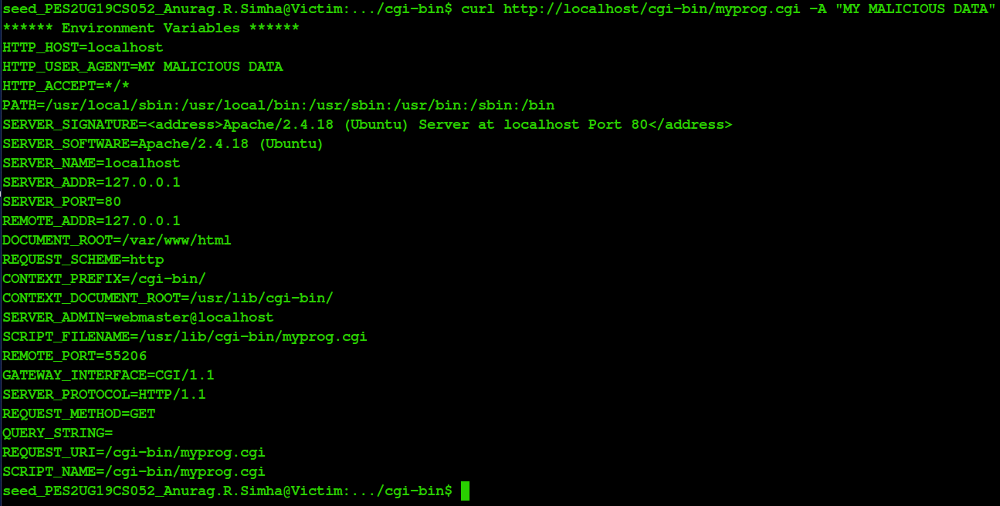 seed_PES2UG19CS052_Anurag.R.Simha@Victim:.../cgi-bin$ curl http://localhost/cgi-bin/myprog.cgi -A "MY MALICIOUS DATA"
****** Environment Variables ******
HTTP_HOST=localhost
HTTP_USER_AGENT=MY MALICIOUS DATA
HTTP_ACCEPT=*/*
PATH=/usr/local/sbin:/usr/local/bin:/usr/sbin:/usr/bin:/sbin:/bin
SERVER_SIGNATURE=<address>Apache/2.4.18 (Ubuntu) Server at localhost Port 80</address>
SERVER_SOFTWARE=Apache/2.4.18 (Ubuntu)
SERVER_NAME=localhost
SERVER_ADDR=127.0.0.1
SERVER_PORT=80
REMOTE_ADDR=127.0.0.1
DOCUMENT_ROOT=/var/www/html
REQUEST_SCHEME=http
CONTEXT_PREFIX=/cgi-bin/
CONTEXT_DOCUMENT_ROOT=/usr/lib/cgi-bin/
SERVER_ADMIN=webmaster@localhost
SCRIPT_FILENAME=/usr/lib/cgi-bin/myprog.cgi
REMOTE_PORT=55206
GATEWAY_INTERFACE=CGI/1.1
SERVER_PROTOCOL=HTTP/1.1
REQUEST_METHOD=GET
QUERY_STRING=
REQUEST_URI=/cgi-bin/myprog.cgi
SCRIPT_NAME=/cgi-bin/myprog.cgi
seed_PES2UG19CS052_Anurag.R.Simha@Victim:.../cgi-bin$